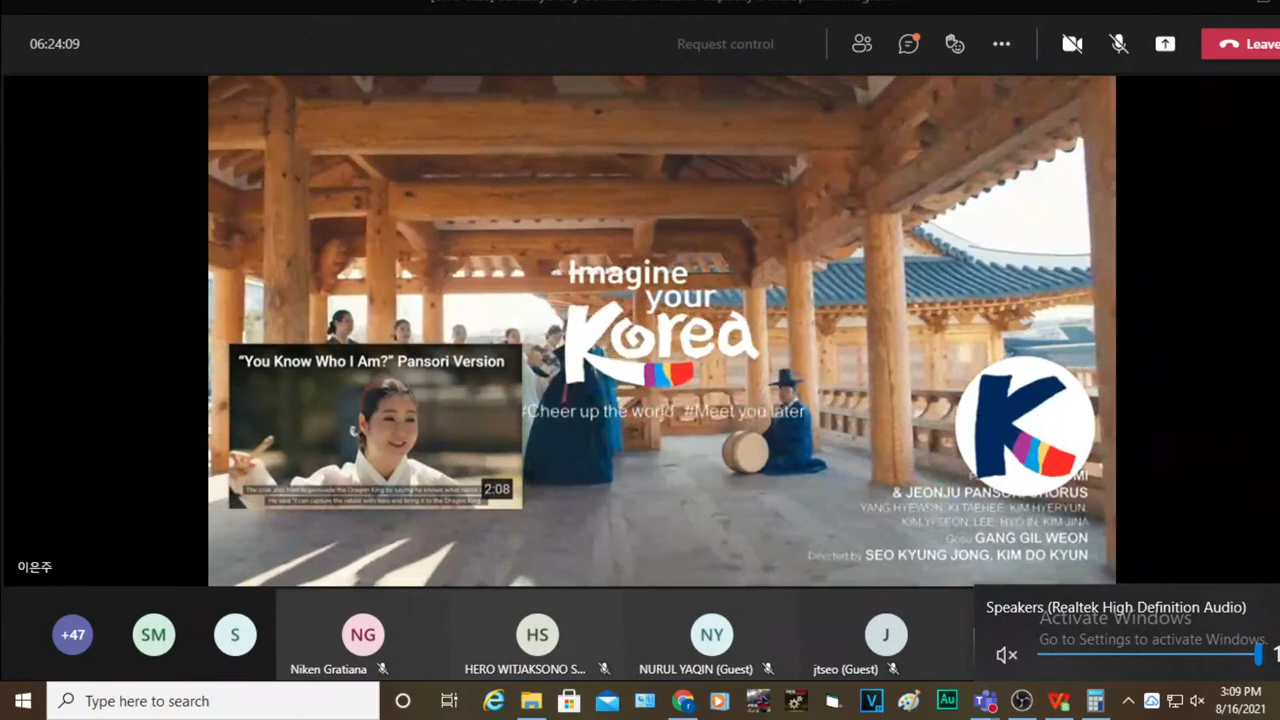 06:24:09
Request control
Leave
Imagine
your
Korea
"You Know Who I Am?" Pansori Version
#Cheer up the world #Meet you later
2:08
K
& JEONJU PANSORI CHORUS
GANG GIL WEON
Directed by SEO KYUNG JONG, KIM DO KYUN
이은주
+47
SM
S
NG
HS
NY
J
Niken Gratiana
HERO WITJAKSONO S...
NURUL YAQIN (Guest)
jtseo (Guest)
Speakers (Realtek High Definition Audio)
Activate Windows
Go to Settings to activate Windows.
Type here to search
Au
3:09 PM
8/16/2021